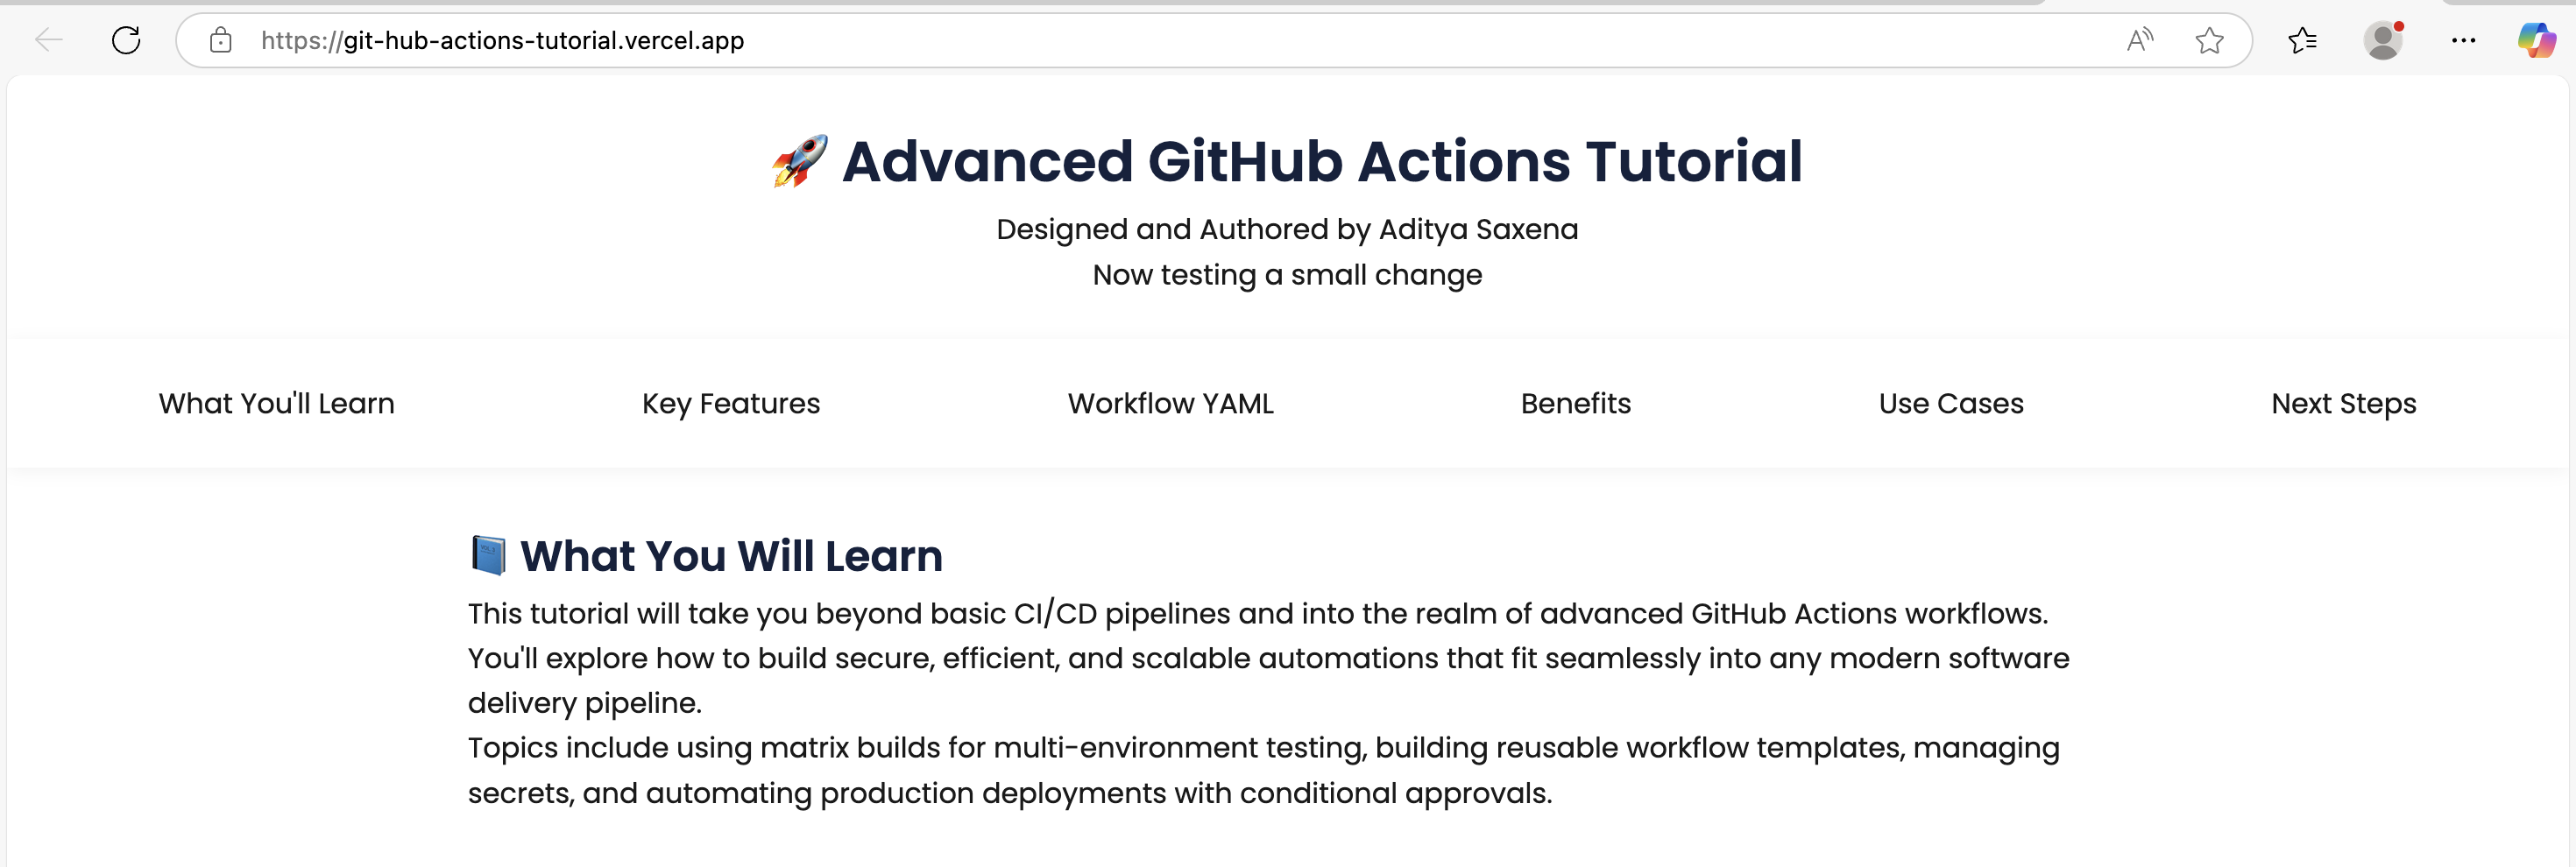 https://git-hub-actions-tutorial.vercel.app
🚀 Advanced GitHub Actions Tutorial
Designed and Authored by Aditya Saxena
Now testing a small change
What You'll Learn
Key Features
Workflow YAML
Benefits
Use Cases
Next Steps
📘 What You Will Learn
This tutorial will take you beyond basic CI/CD pipelines and into the realm of advanced GitHub Actions workflows.
You'll explore how to build secure, efficient, and scalable automations that fit seamlessly into any modern software
delivery pipeline.
Topics include using matrix builds for multi-environment testing, building reusable workflow templates, managing
secrets, and automating production deployments with conditional approvals.